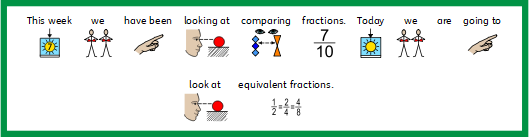 This week we have been looking at comparing fractions. Today we are going to
7
7/10
look at equivalent fractions.
1/2 = 2/4 = 4/8